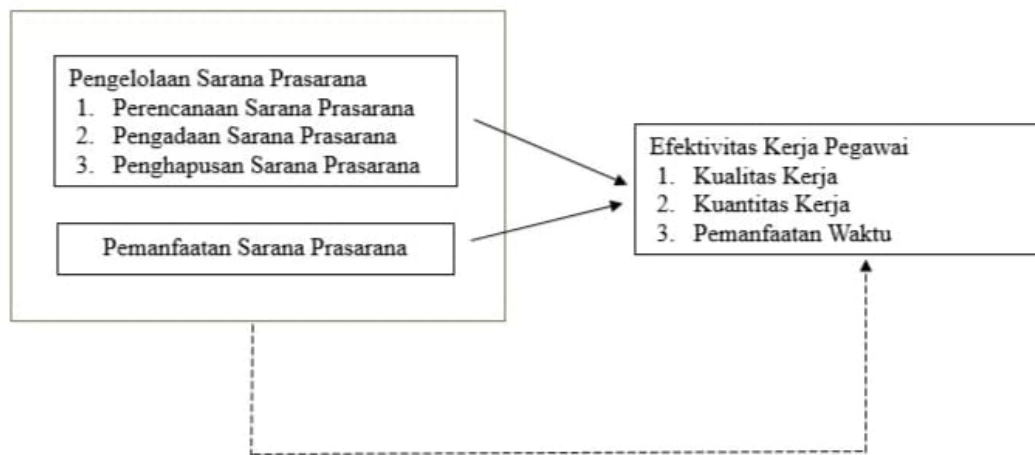 Pengelolaan Sarana Prasarana
1. Perencanaan Sarana Prasarana
2. Pengadaan Sarana Prasarana
3. Penghapusan Sarana Prasarana
Pemanfaatan Sarana Prasarana
Efektivitas Kerja Pegawai
1. Kualitas Kerja
2. Kuantitas Kerja
3. Pemanfaatan Waktu